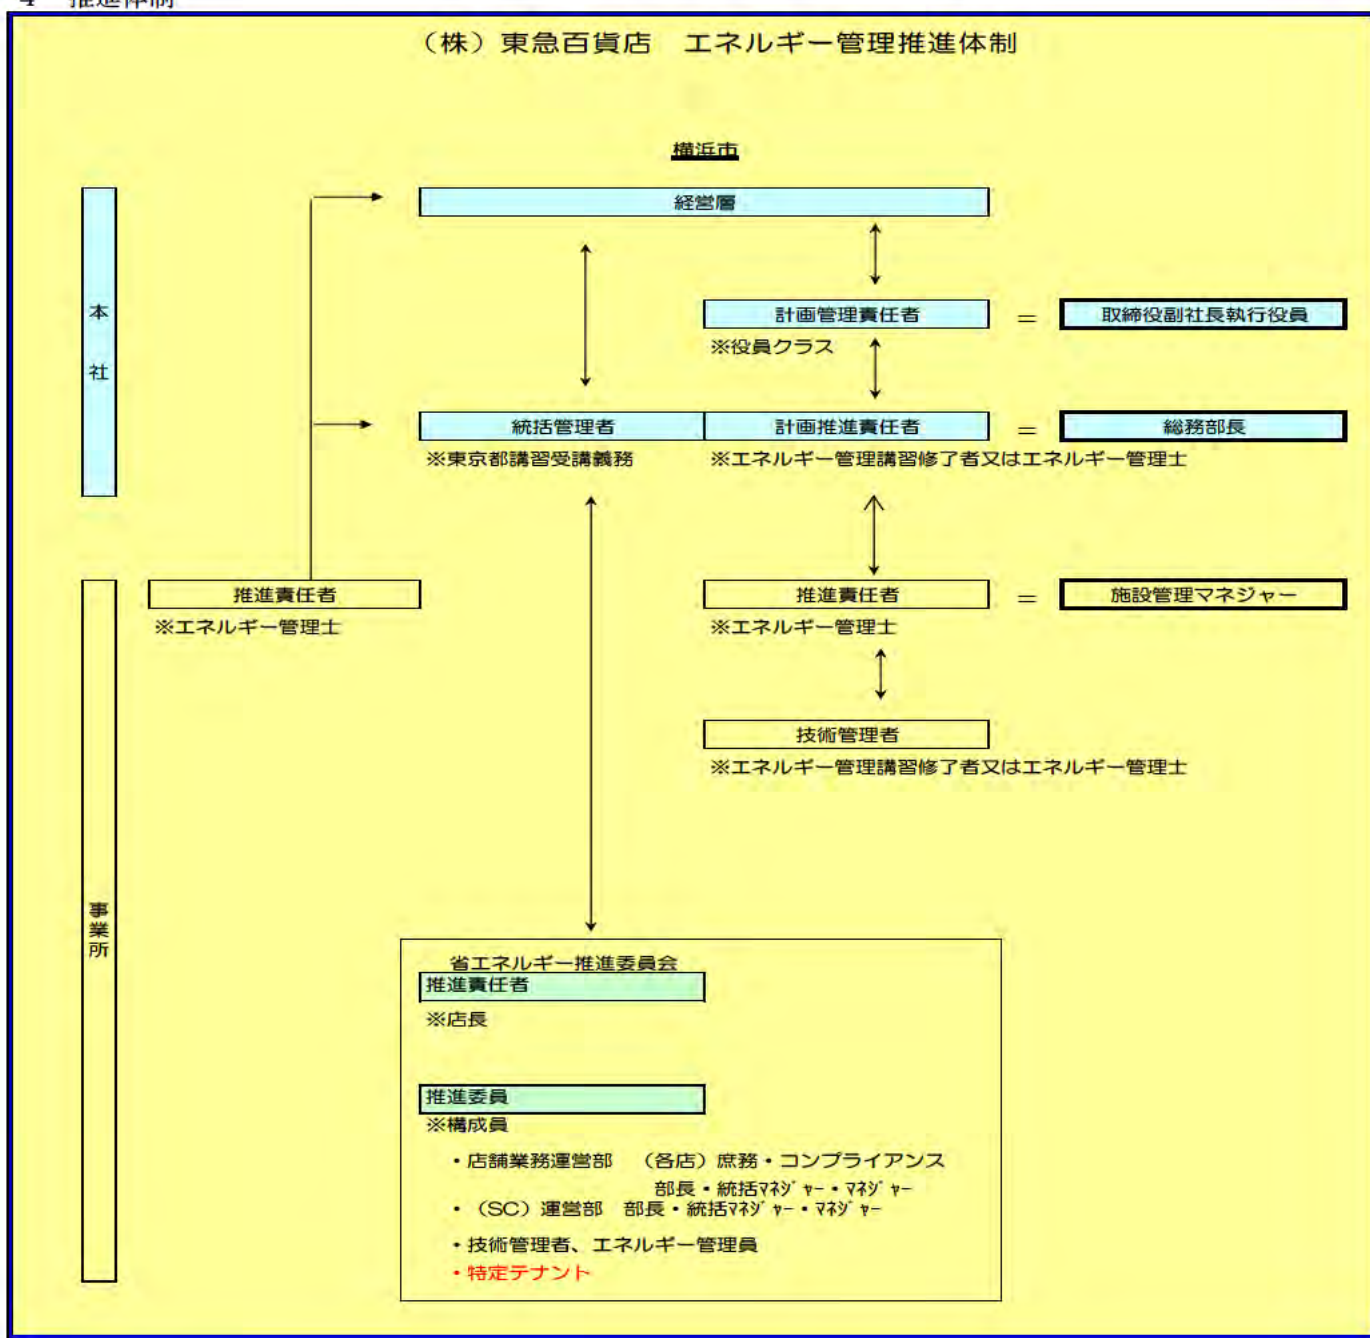 4　推進体制
（株）東急百貨店　エネルギー管理推進体制
横浜市
経営層
本社
計画管理責任者 ＝ 取締役副社長執行役員
※役員クラス
統括管理者 計画推進責任者 ＝ 総務部長
※東京都講習受講義務 ※エネルギー管理講習修了者又はエネルギー管理士
推進責任者 推進責任者 ＝ 施設管理マネジャー
※エネルギー管理士 ※エネルギー管理士
技術管理者
※エネルギー管理講習修了者又はエネルギー管理士
事業所
省エネルギー推進委員会
推進責任者
※店長
推進委員
※構成員
・店舗業務運営部　（各店）庶務・コンプライアンス
部長・統括ﾏﾈｼﾞｬｰ・ﾏﾈｼﾞｬｰ
・（SC）運営部　部長・統括ﾏﾈｼﾞｬｰ・ﾏﾈｼﾞｬｰ
・技術管理者、エネルギー管理員
・特定テナント